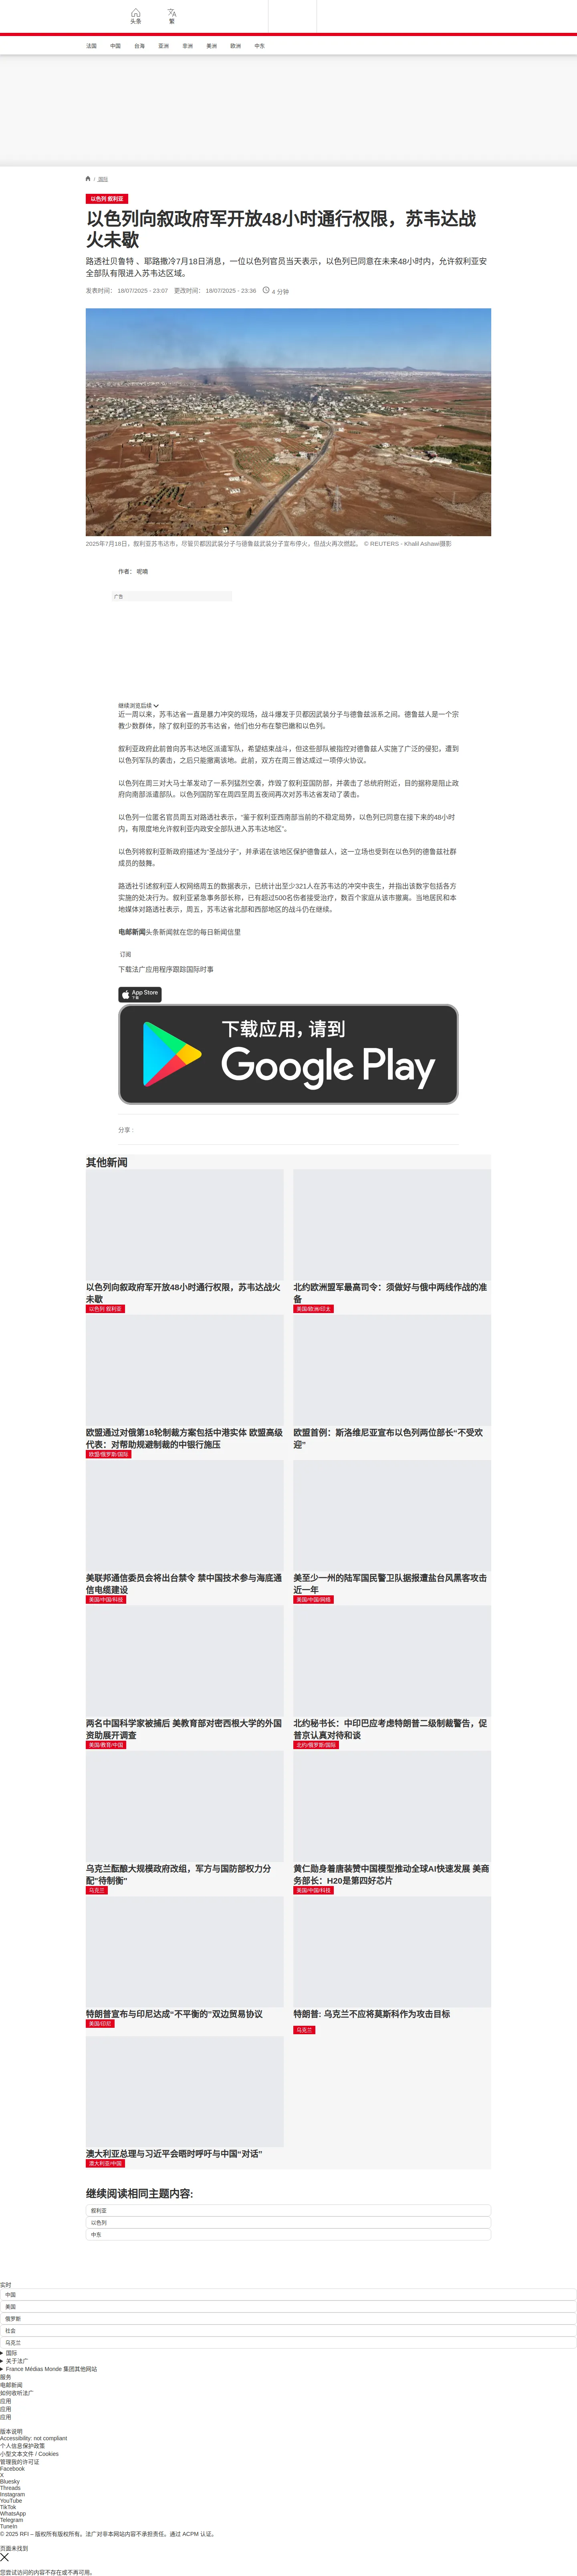 头条
繁
法国 中国 台海 亚洲 非洲 美洲 欧洲 中东
/ 国际
以色列 叙利亚
以色列向叙政府军开放48小时通行权限，苏韦达战
火未歇
路透社贝鲁特 、耶路撒冷7月18日消息，一位以色列官员当天表示，以色列已同意在未来48小时内，允许叙利亚安
全部队有限进入苏韦达区域。
发表时间： 18/07/2025 - 23:07 更改时间： 18/07/2025 - 23:36 4 分钟
2025年7月18日，叙利亚苏韦达市，尽管贝都因武装分子与德鲁兹武装分子宣布停火，但战火再次燃起。 © REUTERS - Khalil Ashawi摄影
作者： 呢喃
广告
继续浏览后续
近一周以来，苏韦达省一直是暴力冲突的现场，战斗爆发于贝都因武装分子与德鲁兹派系之间。德鲁兹人是一个宗
教少数群体，除了叙利亚的苏韦达省，他们也分布在黎巴嫩和以色列。
叙利亚政府此前曾向苏韦达地区派遣军队，希望结束战斗，但这些部队被指控对德鲁兹人实施了广泛的侵犯，遭到
以色列军队的袭击，之后只能撤离该地。此前，双方在周三曾达成过一项停火协议。
以色列在周三对大马士革发动了一系列猛烈空袭，炸毁了叙利亚国防部，并袭击了总统府附近，目的据称是阻止政
府向南部派遣部队。以色列国防军在周四至周五夜间再次对苏韦达省发动了袭击。
以色列一位匿名官员周五对路透社表示，“鉴于叙利亚西南部当前的不稳定局势，以色列已同意在接下来的48小时
内，有限度地允许叙利亚内政安全部队进入苏韦达地区”。
以色列将叙利亚新政府描述为“圣战分子”，并承诺在该地区保护德鲁兹人，这一立场也受到在以色列的德鲁兹社群
成员的鼓舞。
路透社引述叙利亚人权网络周五的数据表示，已统计出至少321人在苏韦达的冲突中丧生，并指出该数字包括各方
实施的处决行为。叙利亚紧急事务部长称，已有超过500名伤者接受治疗，数百个家庭从该市撤离。当地居民和本
地媒体对路透社表示，周五，苏韦达省北部和西部地区的战斗仍在继续。
电邮新闻头条新闻就在您的每日新闻信里
订阅
下载法广应用程序跟踪国际时事
App Store
下载
下载应用，请到
Google Play
分享 :
其他新闻
以色列向叙政府军开放48小时通行权限，苏韦达战火
未歇
以色列 叙利亚
北约欧洲盟军最高司令：须做好与俄中两线作战的准
备
美国/欧洲/印太
欧盟通过对俄第18轮制裁方案包括中港实体 欧盟高级
代表：对帮助规避制裁的中银行施压
欧盟/俄罗斯/国际
欧盟首例：斯洛维尼亚宣布以色列两位部长“不受欢
迎”
美联邦通信委员会将出台禁令 禁中国技术参与海底通
信电缆建设
美国/中国/科技
美至少一州的陆军国民警卫队据报遭盐台风黑客攻击
近一年
美国/中国/网络
两名中国科学家被捕后 美教育部对密西根大学的外国
资助展开调查
美国/教育/中国
北约秘书长：中印巴应考虑特朗普二级制裁警告，促
普京认真对待和谈
北约/俄罗斯/国际
乌克兰酝酿大规模政府改组，军方与国防部权力分
配"待制衡"
乌克兰
黄仁勋身着唐装赞中国模型推动全球AI快速发展 美商
务部长：H20是第四好芯片
美国/中国/科技
特朗普宣布与印尼达成“不平衡的”双边贸易协议
美国/印尼
特朗普: 乌克兰不应将莫斯科作为攻击目标
乌克兰
澳大利亚总理与习近平会晤时呼吁与中国“对话”
澳大利亚/中国
继续阅读相同主题内容:
叙利亚
以色列
中东
实时
中国
美国
俄罗斯
社会
乌克兰
国际
关于法广
France Médias Monde 集团其他网站
服务
电邮新闻
如何收听法广
应用
应用
应用
版本说明
Accessibility: not compliant
个人信息保护政策
小型文本文件 / Cookies
管理我的许可证
Facebook
X
Bluesky
Threads
Instagram
YouTube
TikTok
WhatsApp
Telegram
TuneIn
© 2025 RFI – 版权所有版权所有。法广对非本网站内容不承担责任。通过 ACPM 认证。
页面未找到
您尝试访问的内容不存在或不再可用。